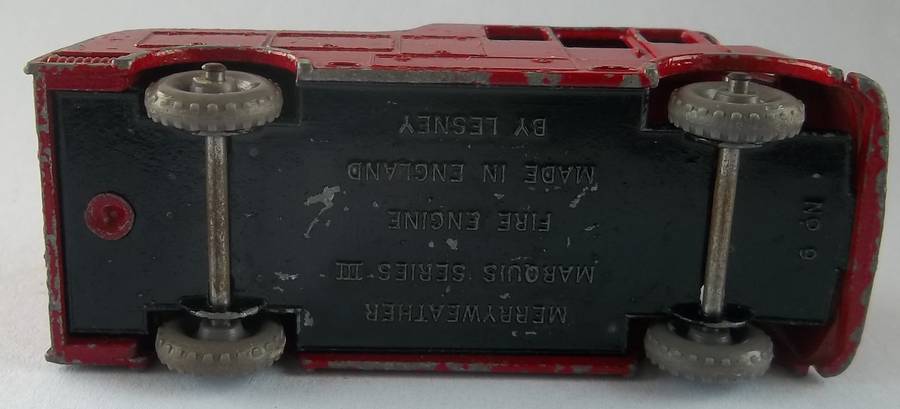 MERRYWEATHER
MARQUIS SERIES III
FIRE ENGINE
MADE IN ENGLAND
BY LESNEY
Nº 9